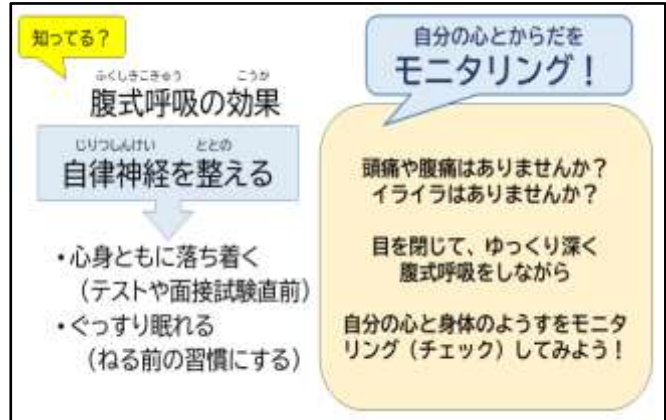 知ってる？
ふくしきこきゅう　こうか
腹式呼吸の効果
じりつしんけい　ととの
自律神経を整える
・心身ともに落ち着く
（テストや面接試験直前）
・ぐっすり眠れる
（ねる前の習慣にする）
自分の心とからだを
モニタリング！
頭痛や腹痛はありませんか？
イライラはありませんか？
目を閉じて、ゆっくり深く
腹式呼吸をしながら
自分の心と身体のようすをモニタ
リング（チェック）してみよう！